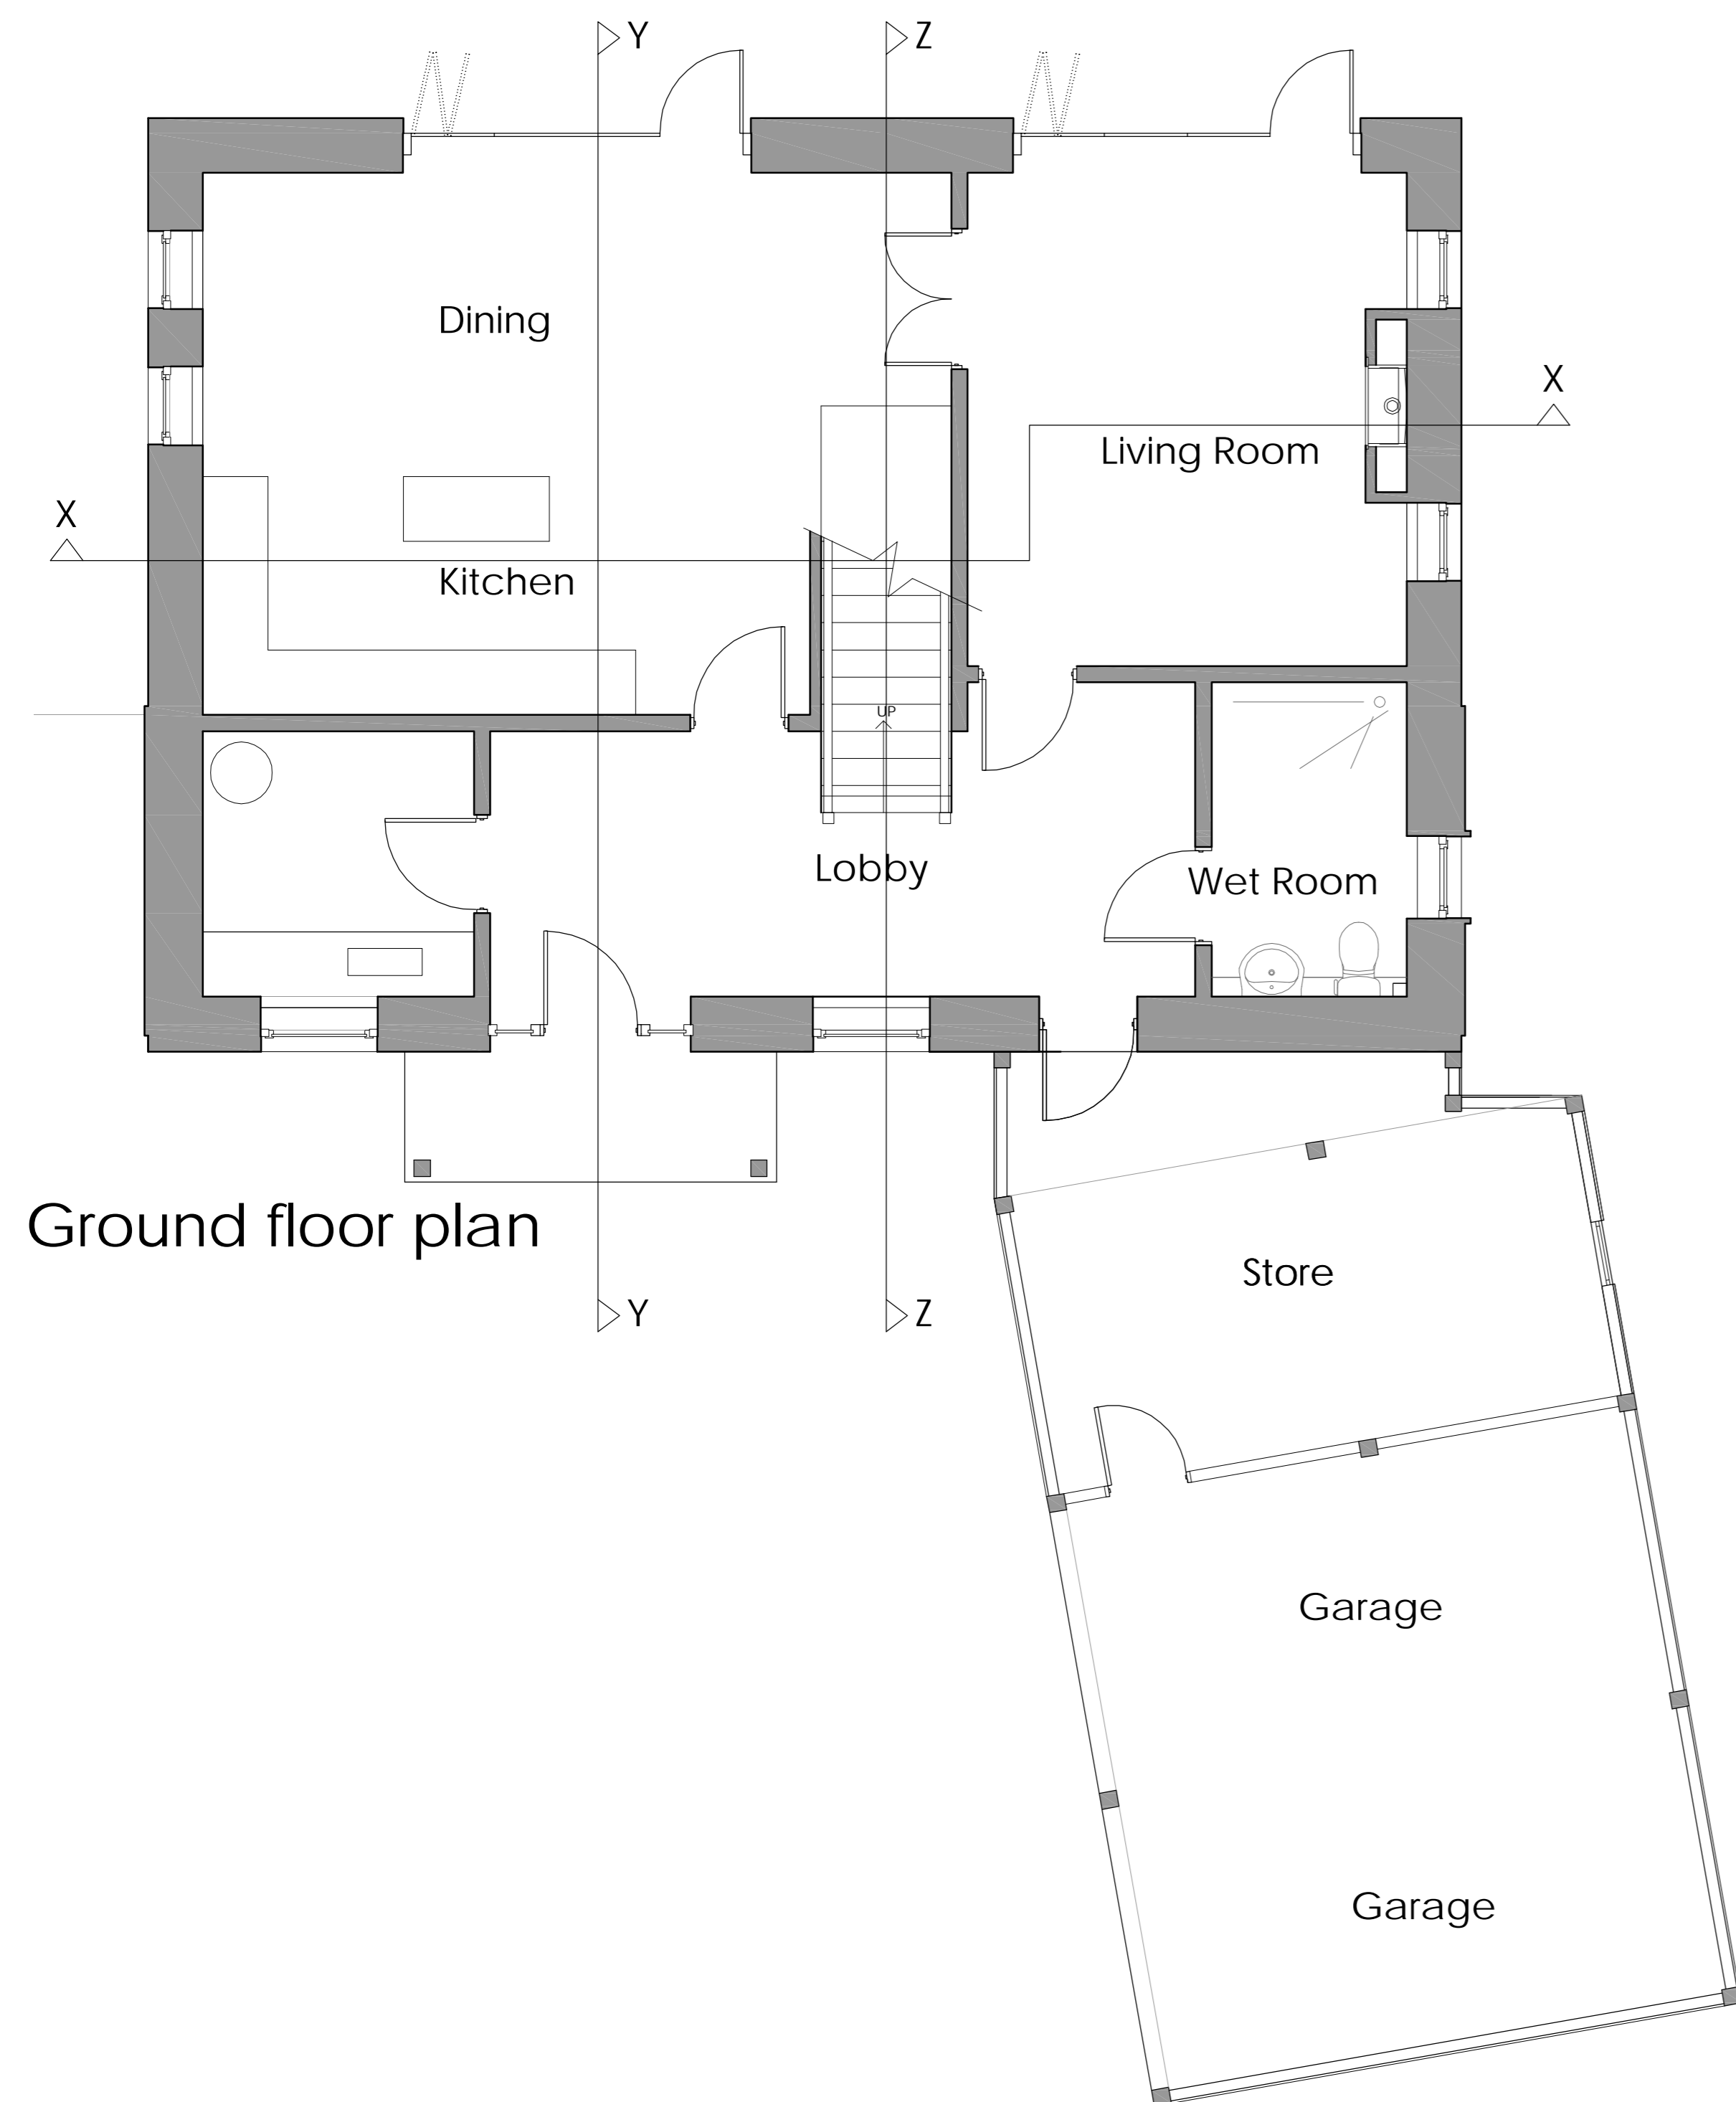 Y
Z
Dining
X
Living Room
X
Kitchen
UP
Lobby
Wet Room
Ground floor plan
Store
Y
Z
Garage
Garage